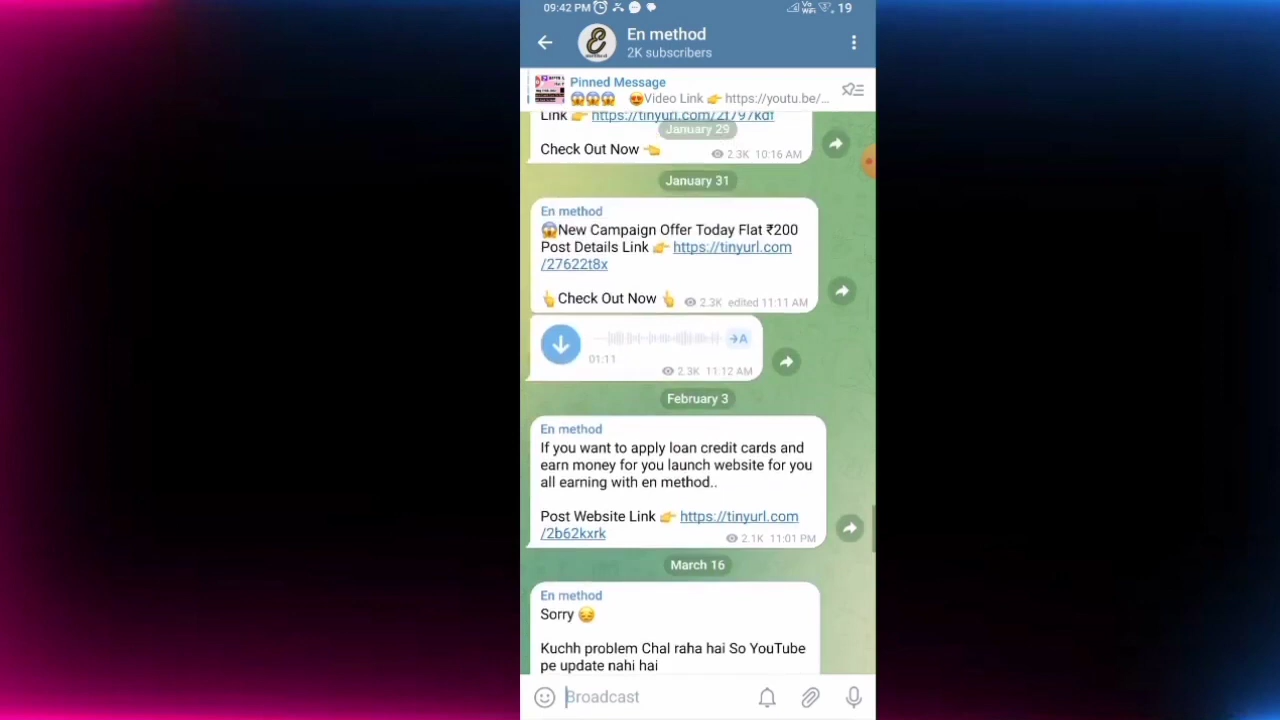 09:42 PM
Vo
WiFi
19
En method
2K subscribers
Pinned Message
😱😱😱 😍Video Link 👉 https://youtu.be/...
Link 👉 https://tinyurl.com/2f797kdf
January 29
Check Out Now 👈
2.3K 10:16 AM
January 31
En method
😱New Campaign Offer Today Flat ₹200
Post Details Link 👉 https://tinyurl.com
/27622t8x
👆Check Out Now 👆
2.3K edited 11:11 AM
→A
01:11
2.3K 11:12 AM
February 3
En method
If you want to apply loan credit cards and
earn money for you launch website for you
all earning with en method..
Post Website Link 👉 https://tinyurl.com
/2b62kxrk
2.1K 11:01 PM
March 16
En method
Sorry 😔
Kuchh problem Chal raha hai So YouTube
pe update nahi hai
Broadcast